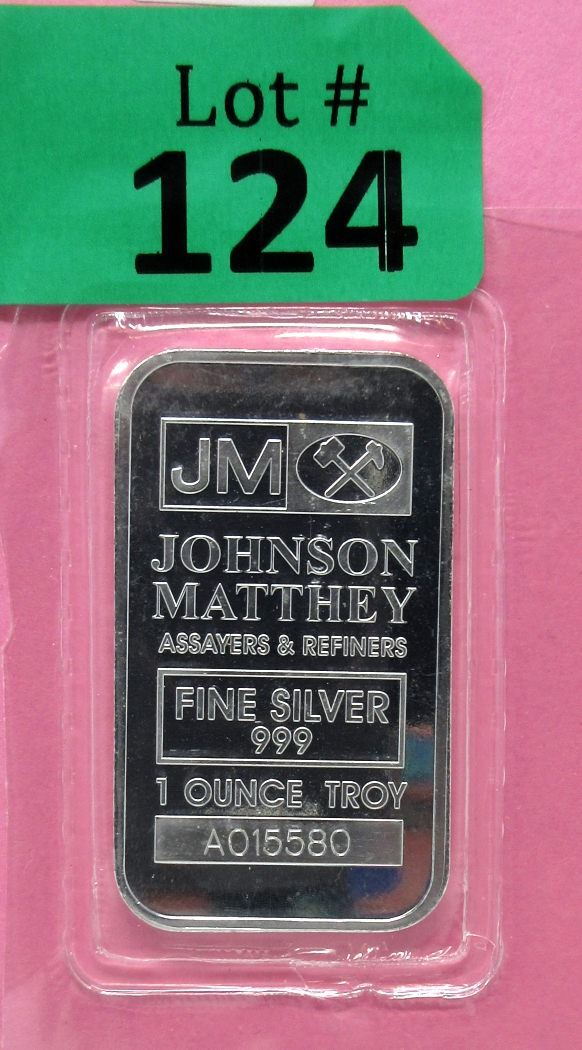 Lot #
124
JM
JOHNSON
MATTHEY
ASSAYERS & REFINERS
FINE SILVER
999
1 OUNCE TROY
A015580